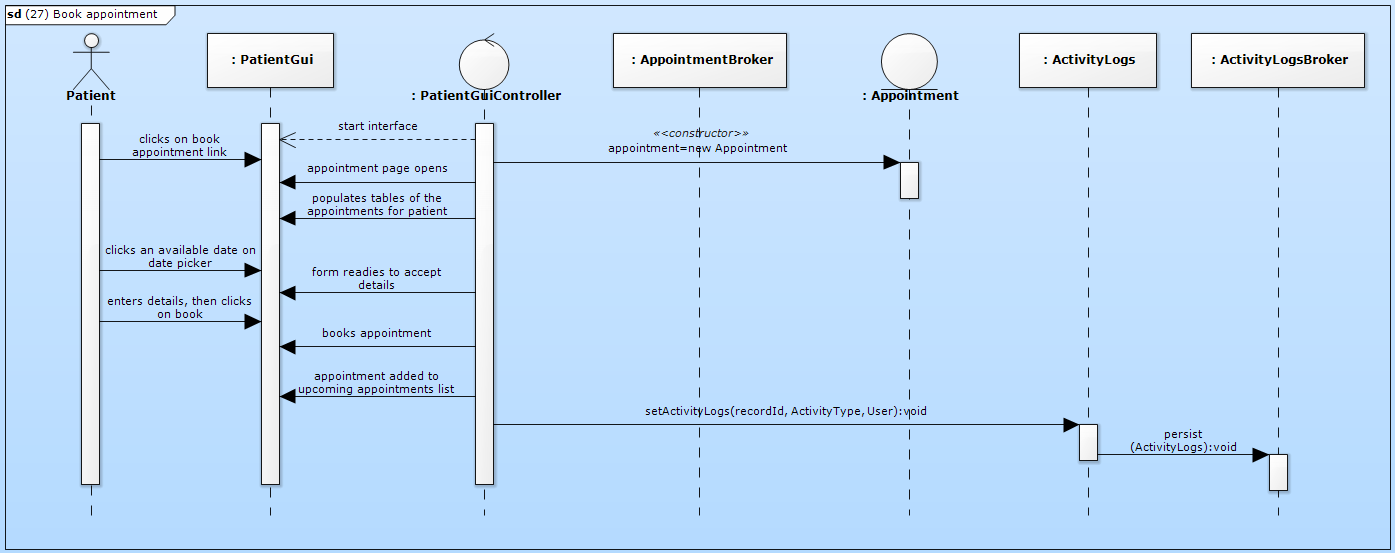 sd (27) Book appointment
: PatientGui
: AppointmentBroker
: ActivityLogs
: ActivityLogsBroker
Patient
: PatientGuiController
: Appointment
start interface
clicks on book
appointment link
«<constructor>»
appointment=new Appointment
appointment page opens
populates tables of the
appointments for patient
clicks an available date on
date picker
form readies to accept
details
enters details, then clicks
on book
books appointment
appointment added to
upcoming appointments list
setActivityLogs(recordId, ActivityType, User):void
persist
(ActivityLogs):void